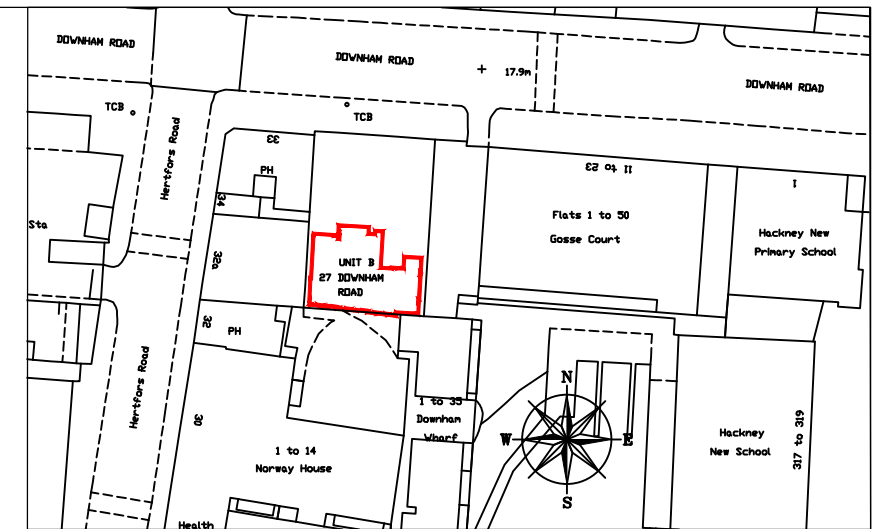 DOWNHAM ROAD
DOWNHAM ROAD
17.9m
DOWNHAM ROAD
TCB
TCB
Hertfors Road
33
PH
34
11 to 23
1
Sta
Flats 1 to 50
Gosse Court
Hackney New
Primary School
32a
UNIT B
27 DOWNHAM
ROAD
32
PH
Hertfors Road
N
W
E
S
1 to 35
Downham
Wharf
30
1 to 14
Norway House
Hackney
New School
317 to 319
Health